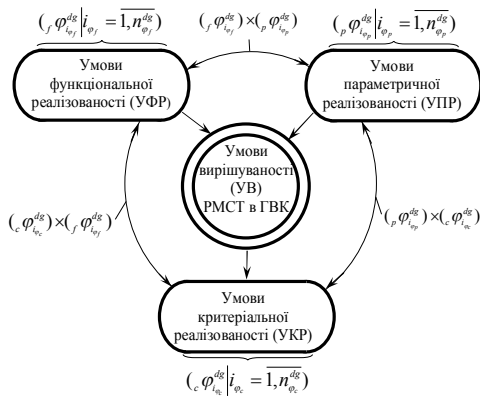 (_f φ^{dg}_{i_{φ_f}} | i_{φ_f} = \overline{1, n^{dg}_{φ_f}})
(_f φ^{dg}_{i_{φ_f}})×(_p φ^{dg}_{i_{φ_p}})
(_p φ^{dg}_{i_{φ_p}} | i_{φ_p} = \overline{1, n^{dg}_{φ_p}})
Умови
функціональної
реалізованості (УФР)
Умови
параметричної
реалізованості (УПР)
Умови
вирішуваності
(УВ)
РМСТ в ГВК
(_c φ^{dg}_{i_{φ_c}})×(_f φ^{dg}_{i_{φ_f}})
(_p φ^{dg}_{i_{φ_p}})×(_c φ^{dg}_{i_{φ_c}})
Умови
критеріальної
реалізованості (УКР)
(_c φ^{dg}_{i_{φ_c}} | i_{φ_c} = \overline{1, n^{dg}_{φ_c}})